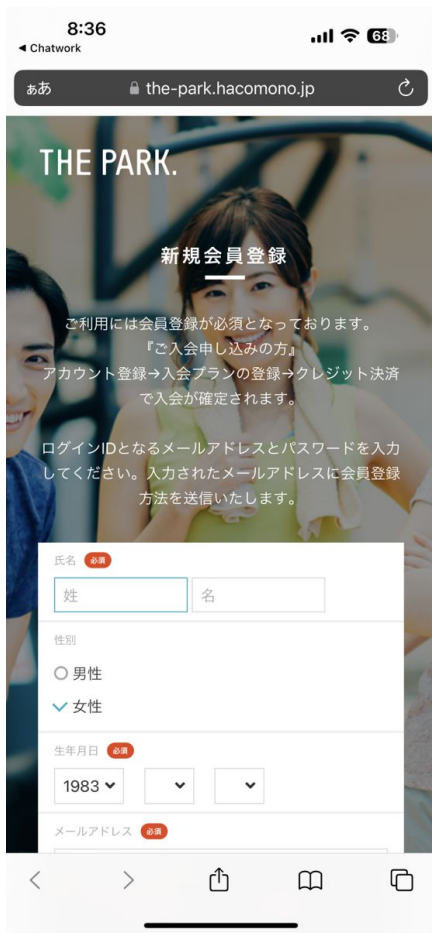 8:36
68
◀ Chatwork
ぁあ
the-park.hacomono.jp
THE PARK.
新規会員登録
ご利用には会員登録が必須となっております。
『ご入会申し込みの方』
アカウント登録→入会プランの登録→クレジット決済
で入会が確定されます。
ログインIDとなるメールアドレスとパスワードを入力
してください。入力されたメールアドレスに会員登録
方法を送信いたします。
氏名 必須
姓 名
性別
男性
女性
生年月日 必須
1983
メールアドレス 必須